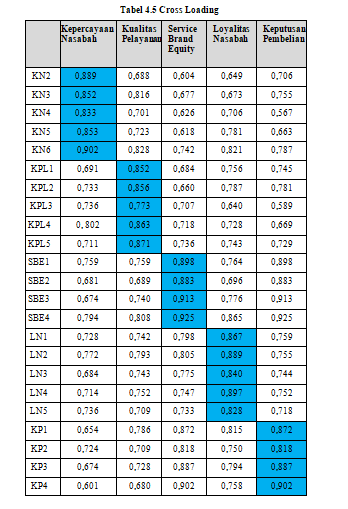 Tabel 4.5 Cross Loading
Kepercayaan Nasabah Kualitas Pelayanan Service Brand Equity Loyalitas Nasabah Keputusan Pembelian
KN2 0,889 0,688 0,604 0,649 0,706
KN3 0,852 0,816 0,677 0,673 0,755
KN4 0,833 0,701 0,626 0,706 0,567
KN5 0,853 0,723 0,618 0,781 0,663
KN6 0,902 0,828 0,742 0,821 0,787
KPL1 0,691 0,852 0,684 0,756 0,745
KPL2 0,733 0,856 0,660 0,787 0,781
KPL3 0,736 0,773 0,707 0,640 0,589
KPL4 0,802 0,863 0,718 0,728 0,669
KPL5 0,711 0,871 0,736 0,743 0,729
SBE1 0,759 0,759 0,898 0,764 0,898
SBE2 0,681 0,689 0,883 0,696 0,883
SBE3 0,674 0,740 0,913 0,776 0,913
SBE4 0,794 0,808 0,925 0,865 0,925
LN1 0,728 0,742 0,798 0,867 0,759
LN2 0,772 0,793 0,805 0,889 0,755
LN3 0,684 0,743 0,775 0,840 0,744
LN4 0,714 0,752 0,747 0,897 0,752
LN5 0,736 0,709 0,733 0,828 0,718
KP1 0,654 0,786 0,872 0,815 0,872
KP2 0,724 0,709 0,818 0,750 0,818
KP3 0,674 0,728 0,887 0,794 0,887
KP4 0,601 0,680 0,902 0,758 0,902